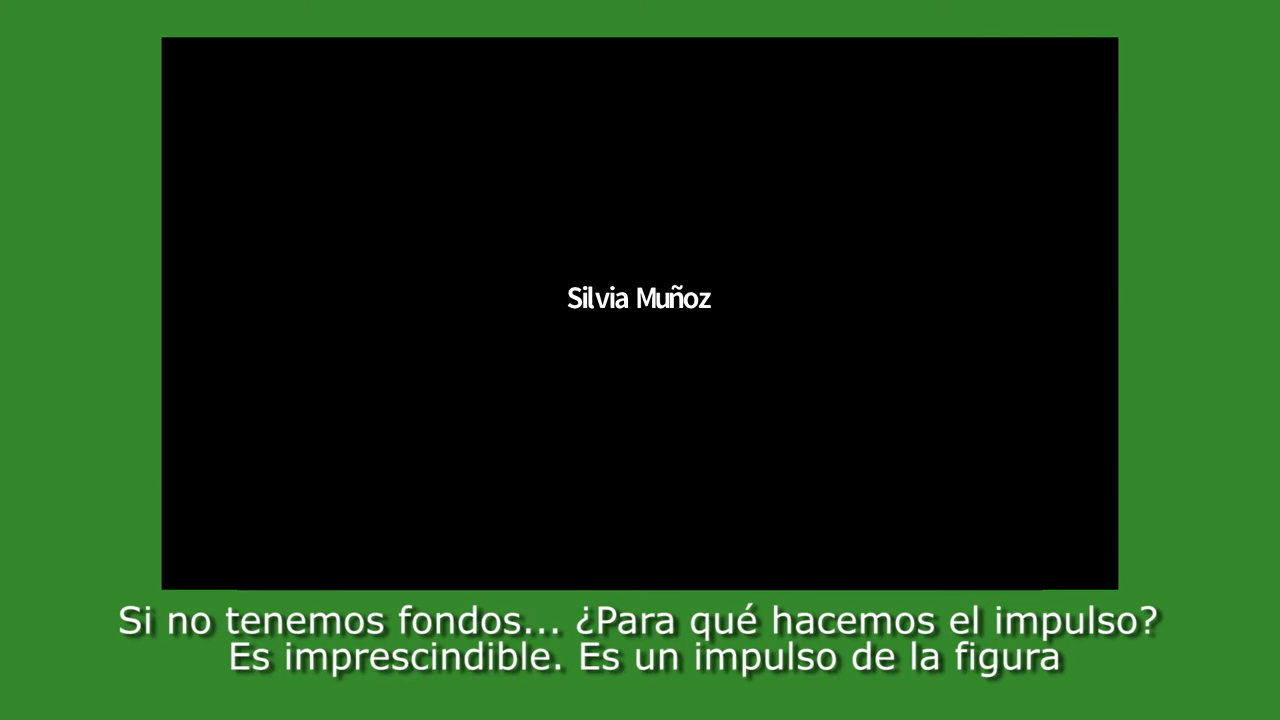 Silvia Muñoz
Si no tenemos fondos... ¿Para qué hacemos el impulso?
Es imprescindible. Es un impulso de la figura